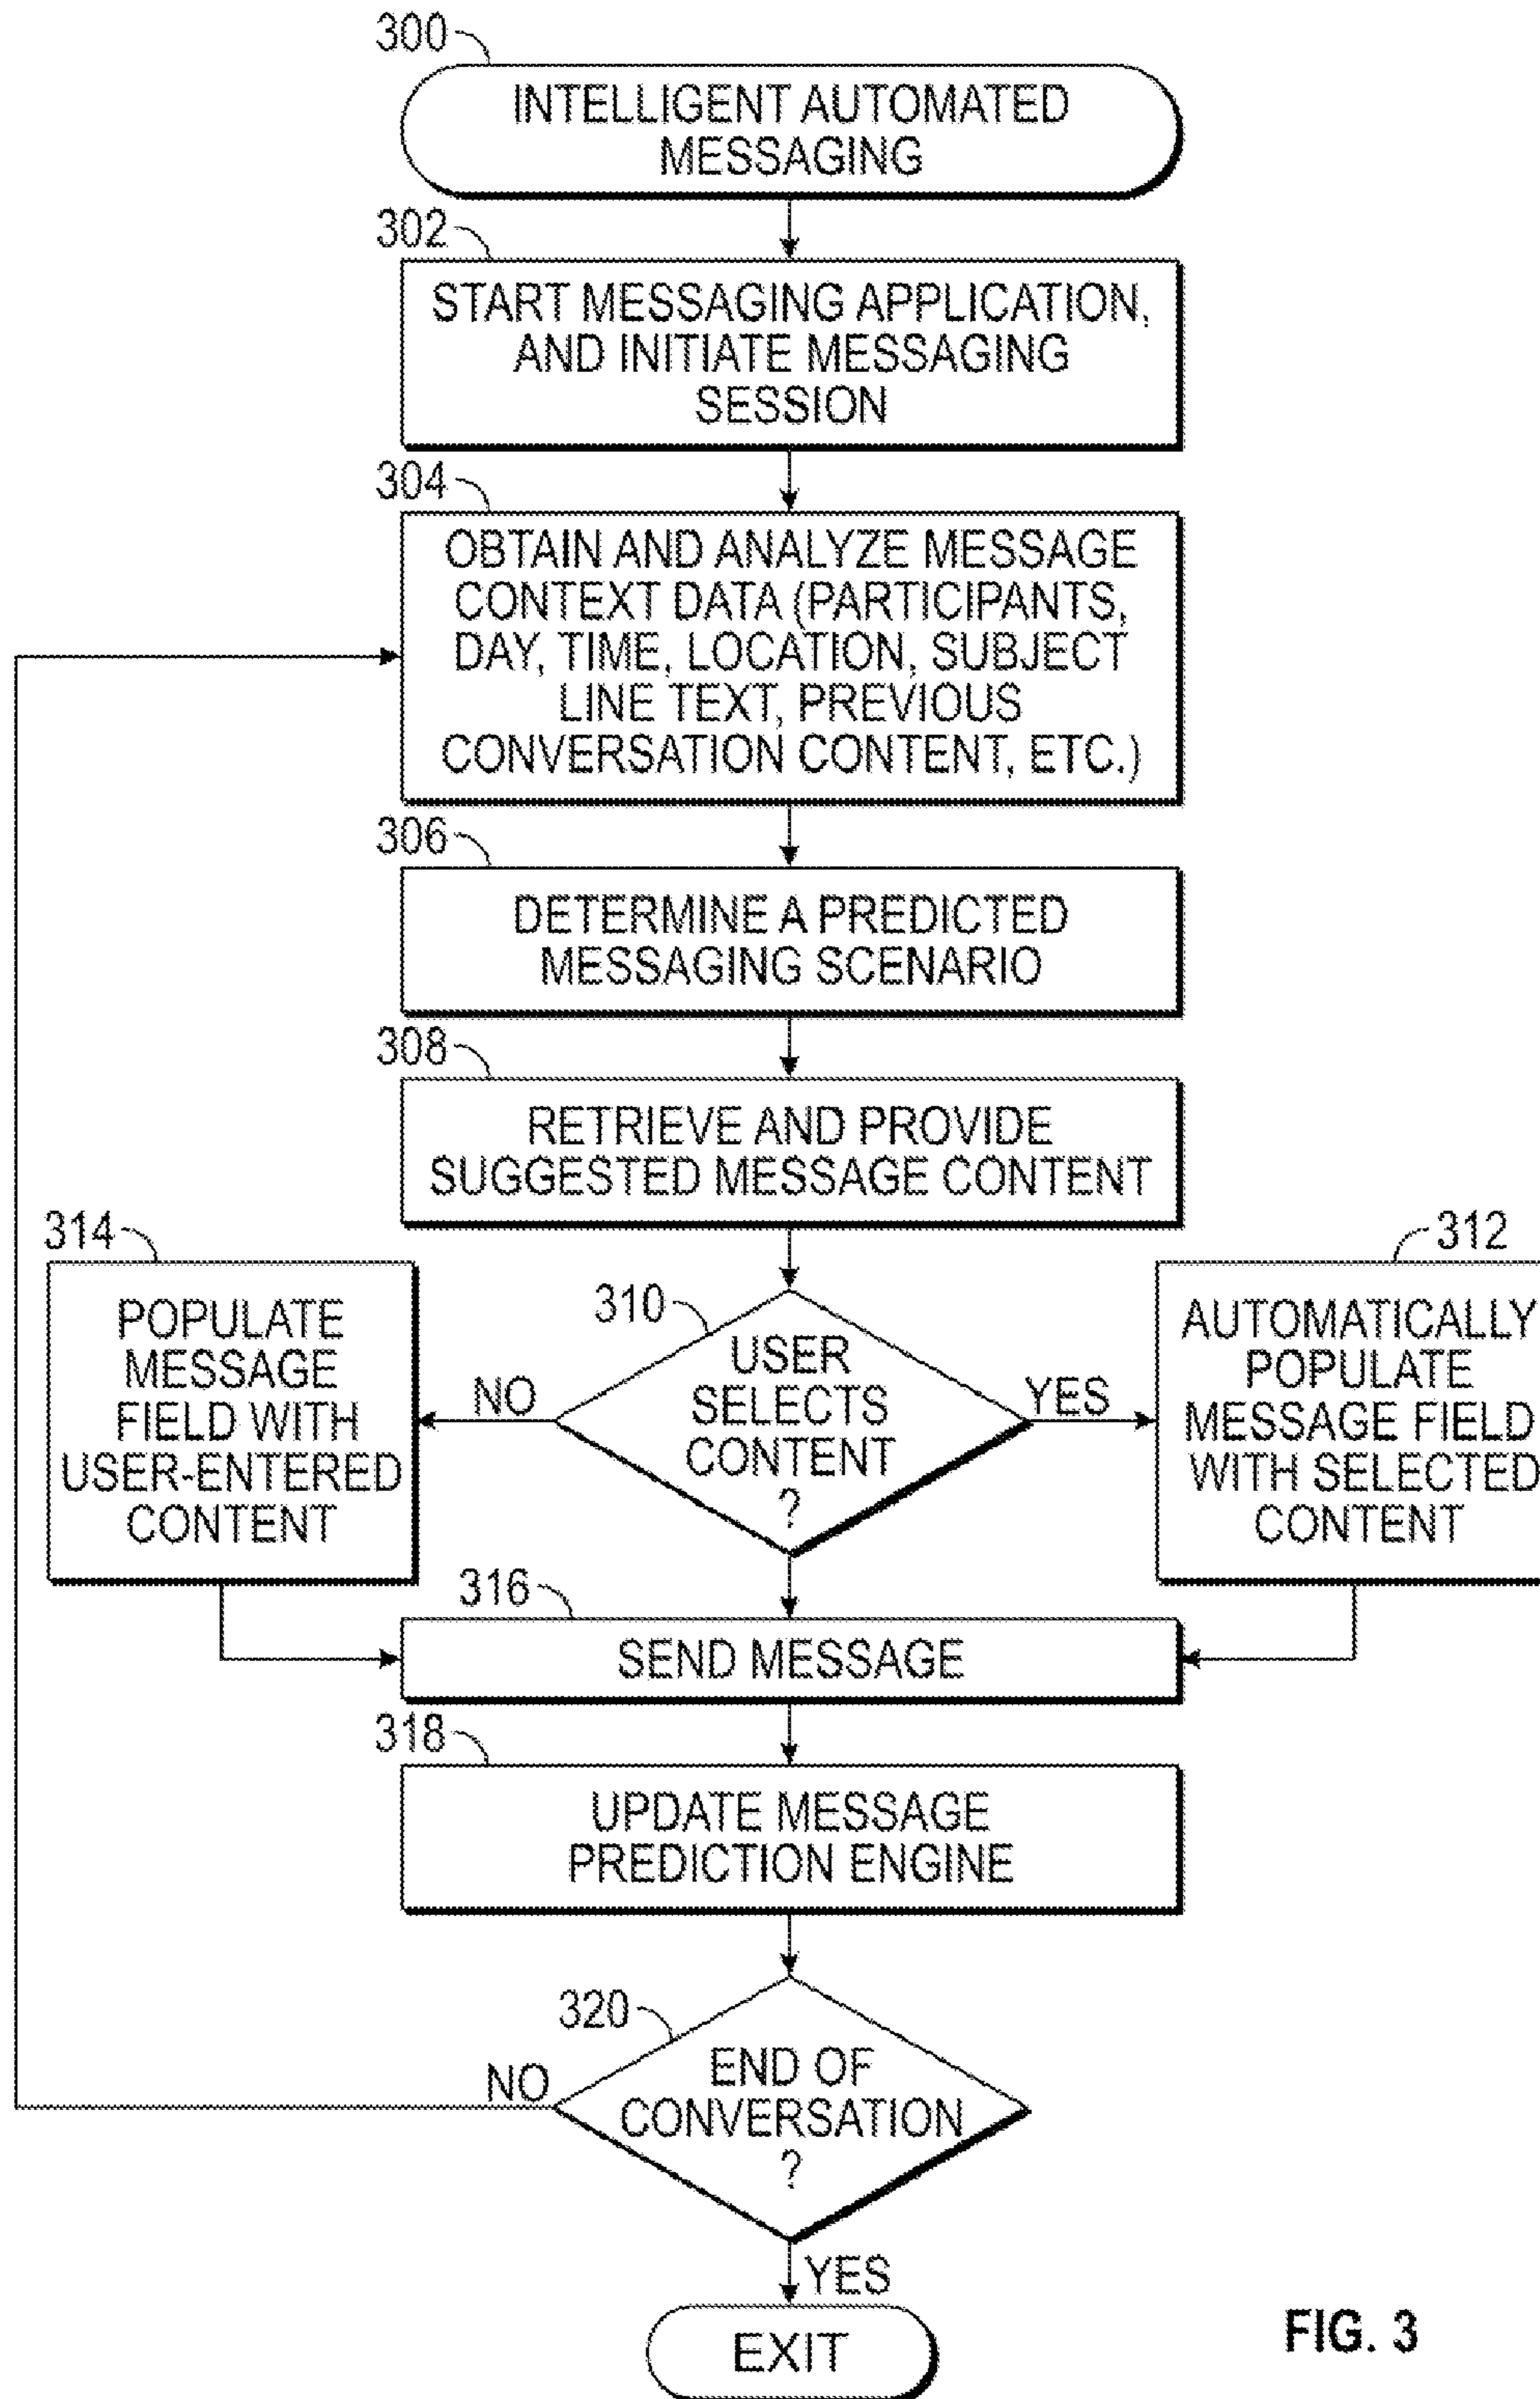 300
INTELLIGENT AUTOMATED
MESSAGING
302
START MESSAGING APPLICATION,
AND INITIATE MESSAGING
SESSION
304
OBTAIN AND ANALYZE MESSAGE
CONTEXT DATA (PARTICIPANTS,
DAY, TIME, LOCATION, SUBJECT
LINE TEXT, PREVIOUS
CONVERSATION CONTENT, ETC.)
306
DETERMINE A PREDICTED
MESSAGING SCENARIO
308
RETRIEVE AND PROVIDE
SUGGESTED MESSAGE CONTENT
314
POPULATE
MESSAGE
FIELD WITH
USER-ENTERED
CONTENT
NO
310
USER
SELECTS
CONTENT
?
YES
312
AUTOMATICALLY
POPULATE
MESSAGE FIELD
WITH SELECTED
CONTENT
316
SEND MESSAGE
318
UPDATE MESSAGE
PREDICTION ENGINE
320
END OF
CONVERSATION
?
NO
YES
EXIT
FIG. 3